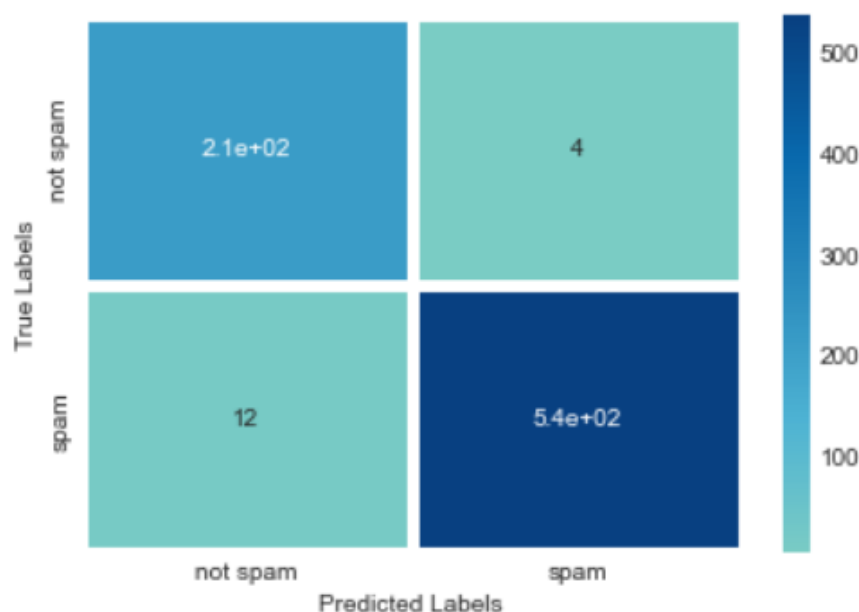 not spam
2.1e+02
4
True Labels
spam
12
5.4e+02
not spam
spam
Predicted Labels
500
400
300
200
100